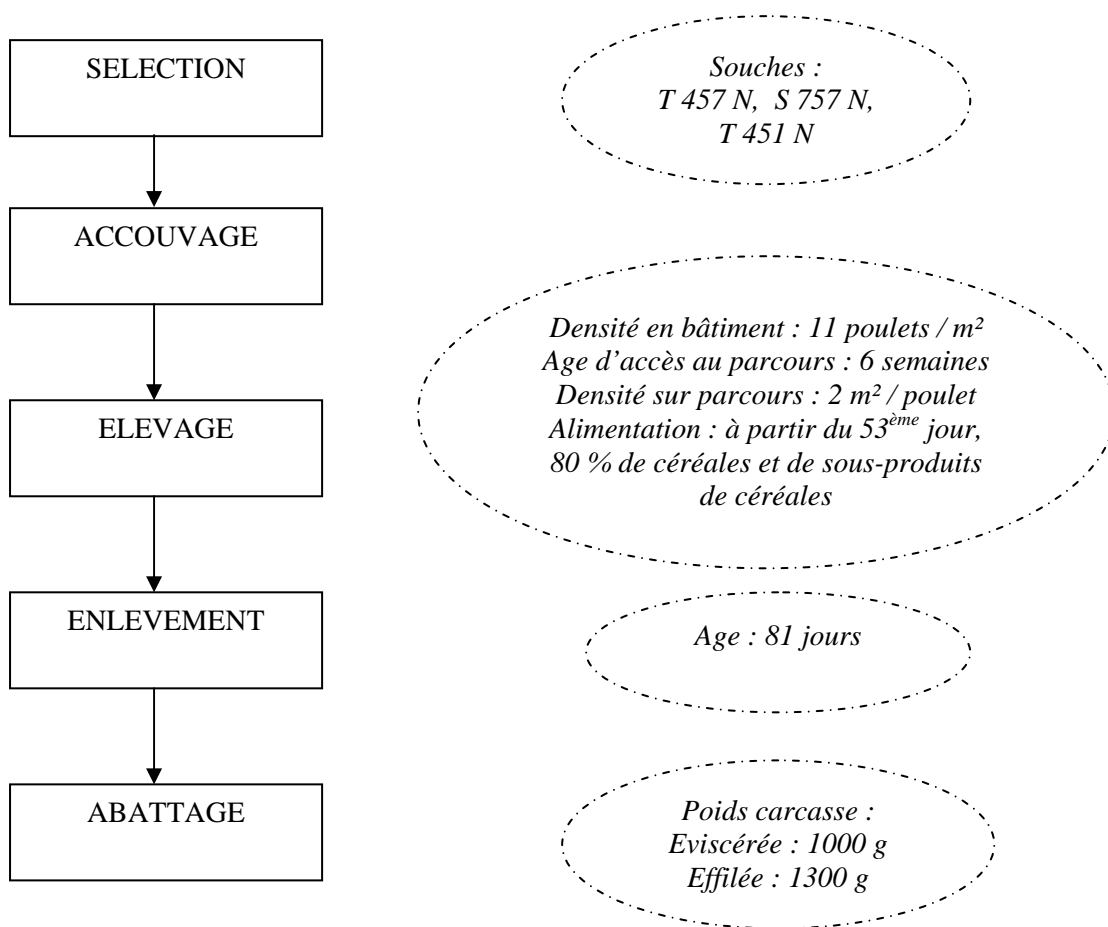 SELECTION
Souches :
T 457 N, S 757 N,
T 451 N
ACCOUVAGE
ELEVAGE
Densité en bâtiment : 11 poulets / m²
Age d'accès au parcours : 6 semaines
Densité sur parcours : 2 m² / poulet
Alimentation : à partir du 53ème jour,
80 % de céréales et de sous-produits
de céréales
ENLEVEMENT
Age : 81 jours
ABATTAGE
Poids carcasse :
Eviscérée : 1000 g
Effilée : 1300 g